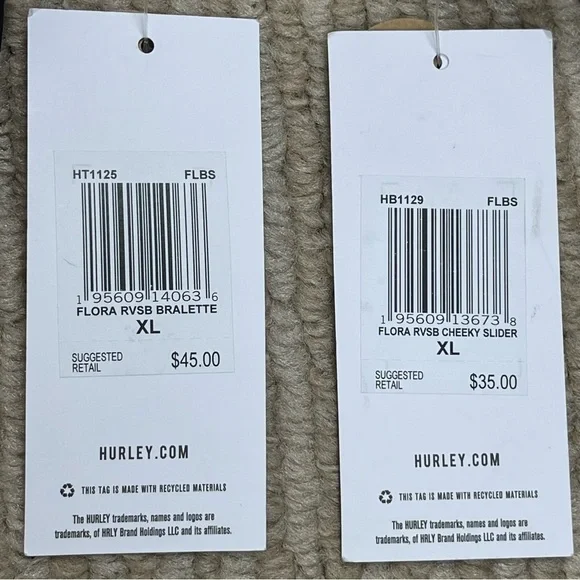 HT1125 FLBS
1 95609 14063 6
FLORA RVSB BRALETTE
XL
SUGGESTED
RETAIL $45.00
HURLEY.COM
THIS TAG IS MADE WITH RECYCLED MATERIALS
The HURLEY trademarks, names and logos are
trademarks, of HRLY Brand Holdings LLC and its affiliates.
HB1129 FLBS
1 95609 13673 8
FLORA RVSB CHEEKY SLIDER
XL
SUGGESTED
RETAIL $35.00
HURLEY.COM
THIS TAG IS MADE WITH RECYCLED MATERIALS
The HURLEY trademarks, names and logos are
trademarks, of HRLY Brand Holdings LLC and its affiliates.